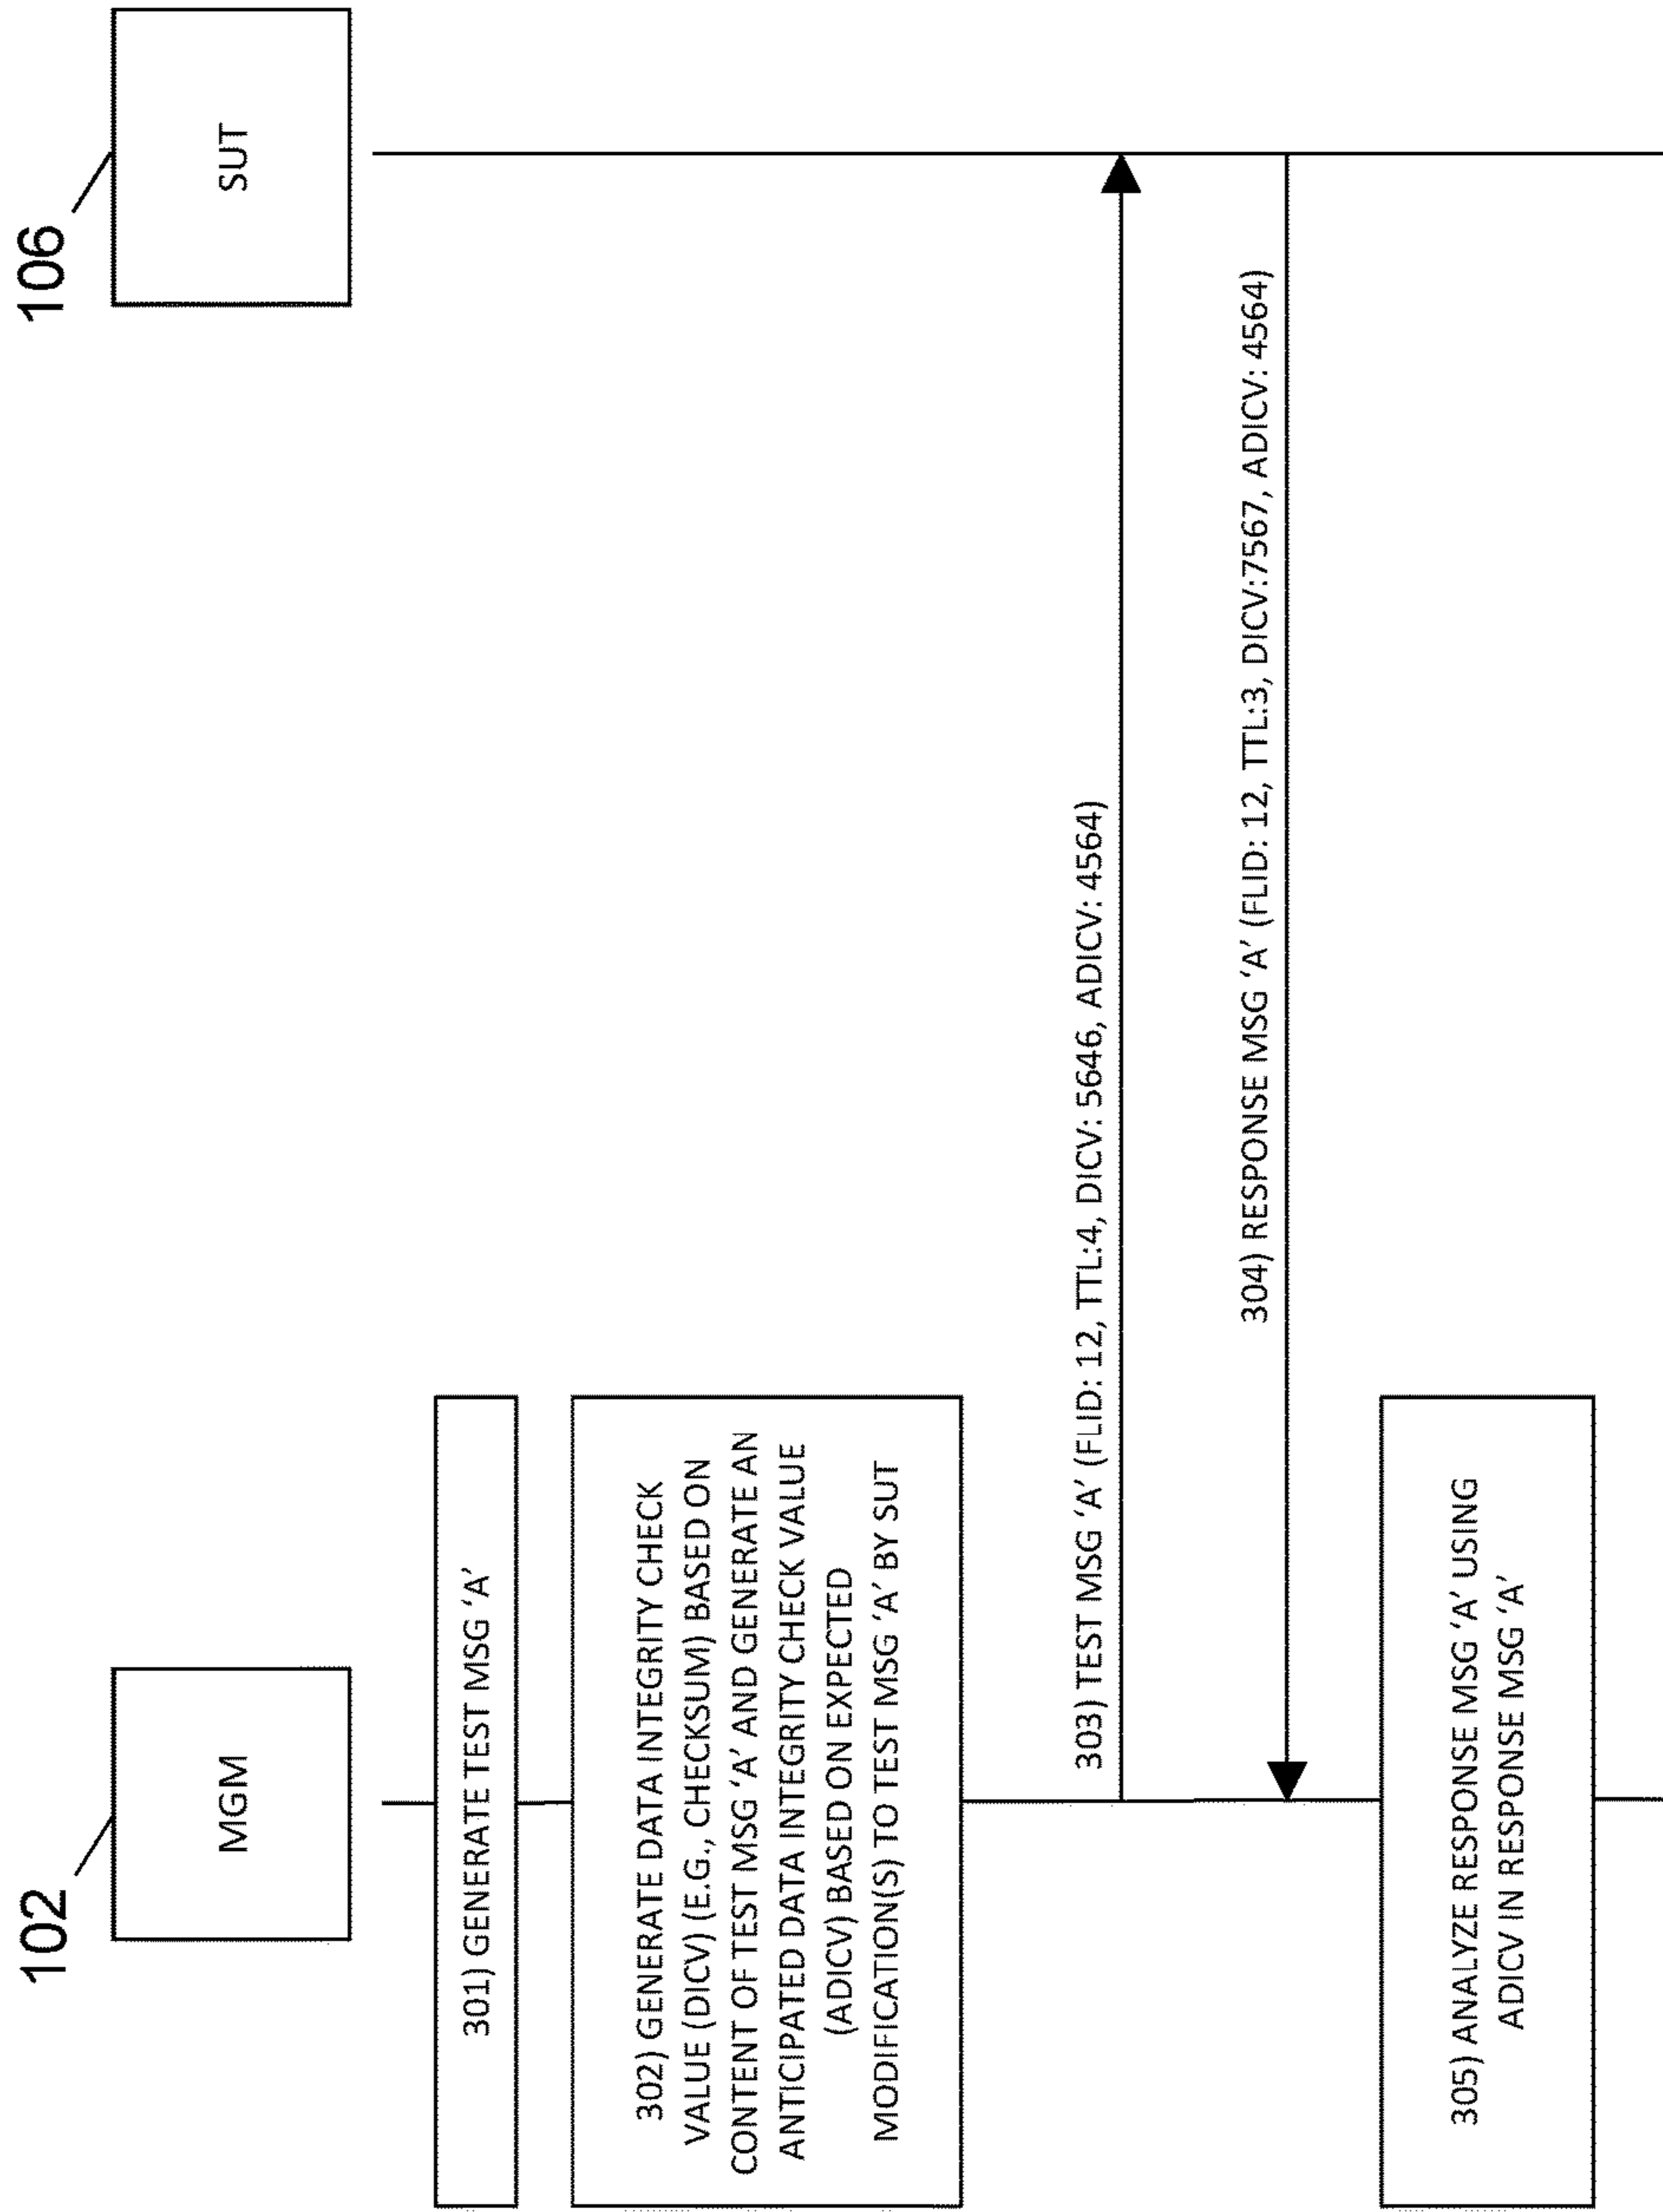 102
106
MGM
SUT
301) GENERATE TEST MSG ‘A’
302) GENERATE DATA INTEGRITY CHECK
VALUE (DICV) (E.G., CHECKSUM) BASED ON
CONTENT OF TEST MSG ‘A’ AND GENERATE AN
ANTICIPATED DATA INTEGRITY CHECK VALUE
(ADICV) BASED ON EXPECTED
MODIFICATION(S) TO TEST MSG ‘A’ BY SUT
303) TEST MSG ‘A’ (FLID: 12, TTL:4, DICV: 5646, ADICV: 4564)
304) RESPONSE MSG ‘A’ (FLID: 12, TTL:3, DICV:7567, ADICV: 4564)
305) ANALYZE RESPONSE MSG ‘A’ USING
ADICV IN RESPONSE MSG ‘A’